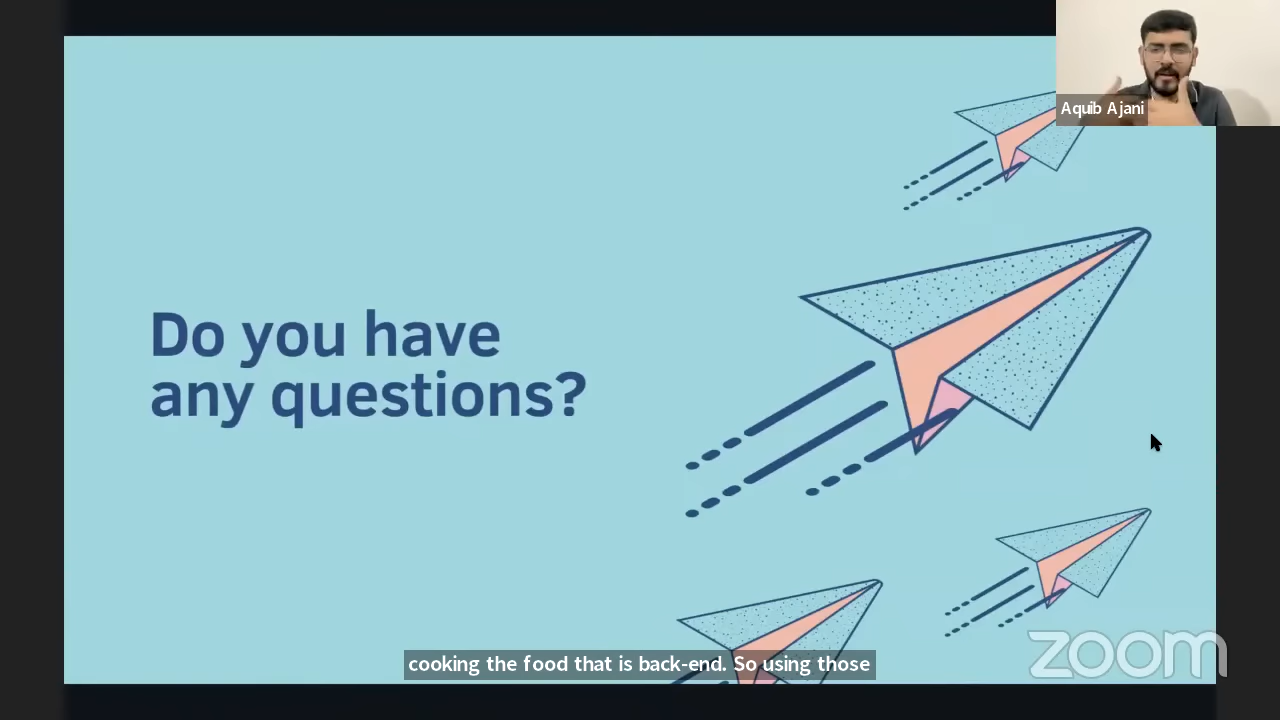 Aquib Ajani
Do you have
any questions?
cooking the food that is back-end. So using those
zoom